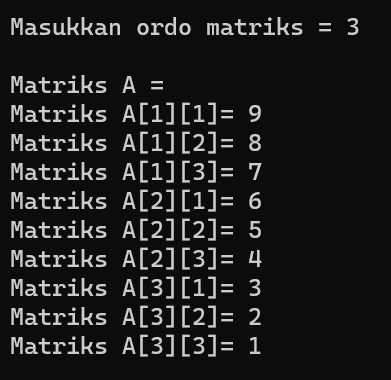 Masukkan ordo matriks = 3
Matriks A =
Matriks A[1][1]= 9
Matriks A[1][2]= 8
Matriks A[1][3]= 7
Matriks A[2][1]= 6
Matriks A[2][2]= 5
Matriks A[2][3]= 4
Matriks A[3][1]= 3
Matriks A[3][2]= 2
Matriks A[3][3]= 1